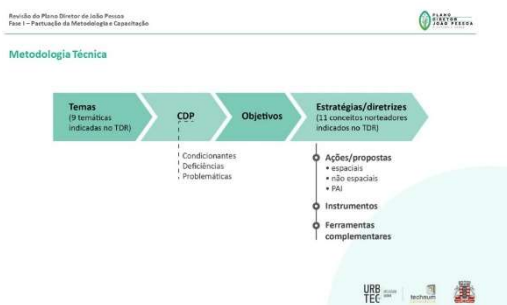 Revisão do Plano Diretor de João Pessoa
Fase I – Pactuação da Metodologia e Capacitação
PLANO
DIRETOR
JOÃO PESSOA
Metodologia Técnica
Temas
(9 temáticas
indicadas no TDR)
CDP
Condicionantes
Deficiências
Problemáticas
Objetivos
Estratégias/diretrizes
(11 conceitos norteadores
indicados no TDR)
Ações/propostas
• espaciais
• não espaciais
• PAI
Instrumentos
Ferramentas
complementares
URB
TEC
techum